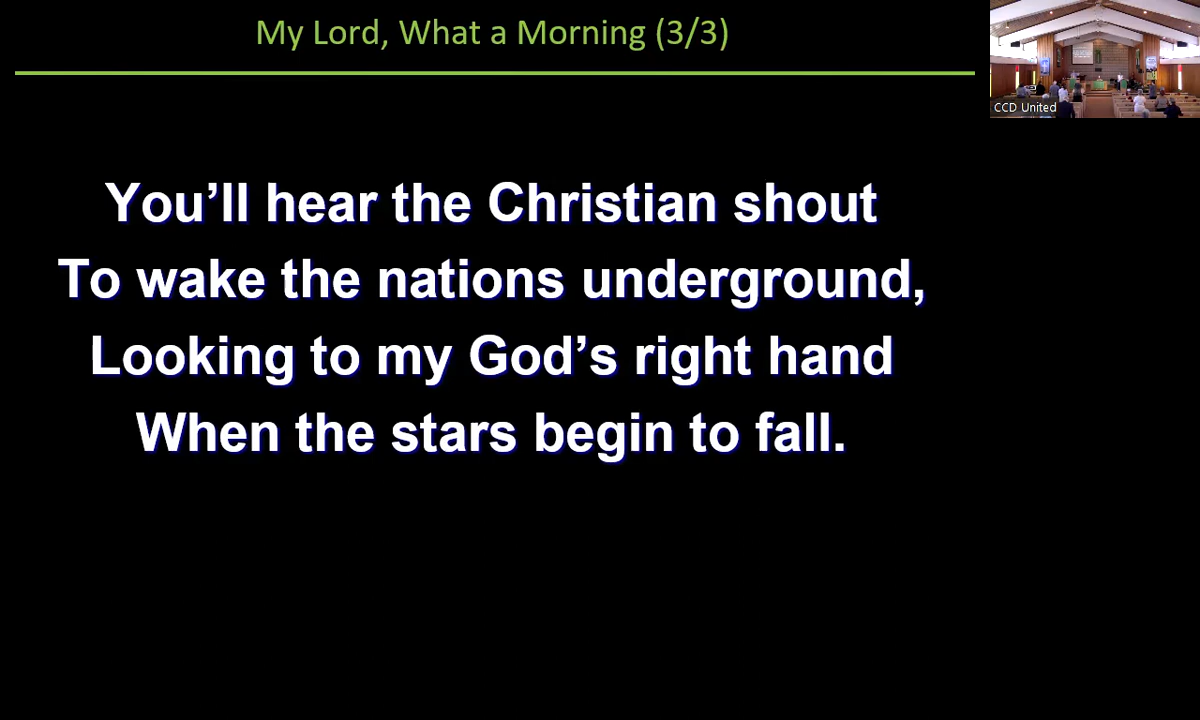 My Lord, What a Morning (3/3)
CCD United
You’ll hear the Christian shout
To wake the nations underground,
Looking to my God’s right hand
When the stars begin to fall.